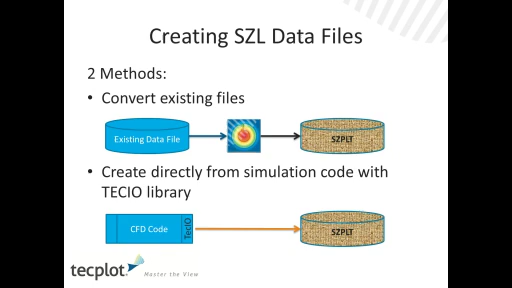 Creating SZL Data Files
2 Methods:
• Convert existing files
Existing Data File
SZPLT
• Create directly from simulation code with
TECIO library
CFD Code
TecIO
SZPLT
tecplot
Master the View